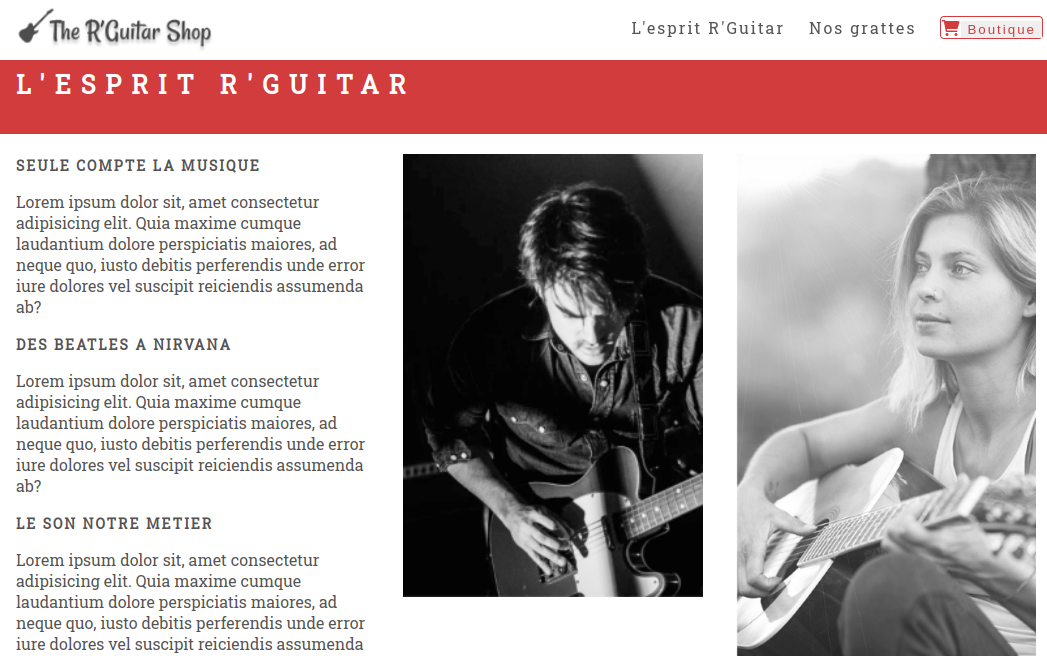 The R'Guitar Shop
L'esprit R'Guitar
Nos grattes
Boutique
L'ESPRIT R'GUITAR
SEULE COMPTE LA MUSIQUE
Lorem ipsum dolor sit, amet consectetur
adipisicing elit. Quia maxime cumque
laudantium dolore perspiciatis maiores, ad
neque quo, iusto debitis perferendis unde error
iure dolores vel suscipit reiciendis assumenda
ab?
DES BEATLES A NIRVANA
Lorem ipsum dolor sit, amet consectetur
adipisicing elit. Quia maxime cumque
laudantium dolore perspiciatis maiores, ad
neque quo, iusto debitis perferendis unde error
iure dolores vel suscipit reiciendis assumenda
ab?
LE SON NOTRE METIER
Lorem ipsum dolor sit, amet consectetur
adipisicing elit. Quia maxime cumque
laudantium dolore perspiciatis maiores, ad
neque quo, iusto debitis perferendis unde error
iure dolores vel suscipit reiciendis assumenda